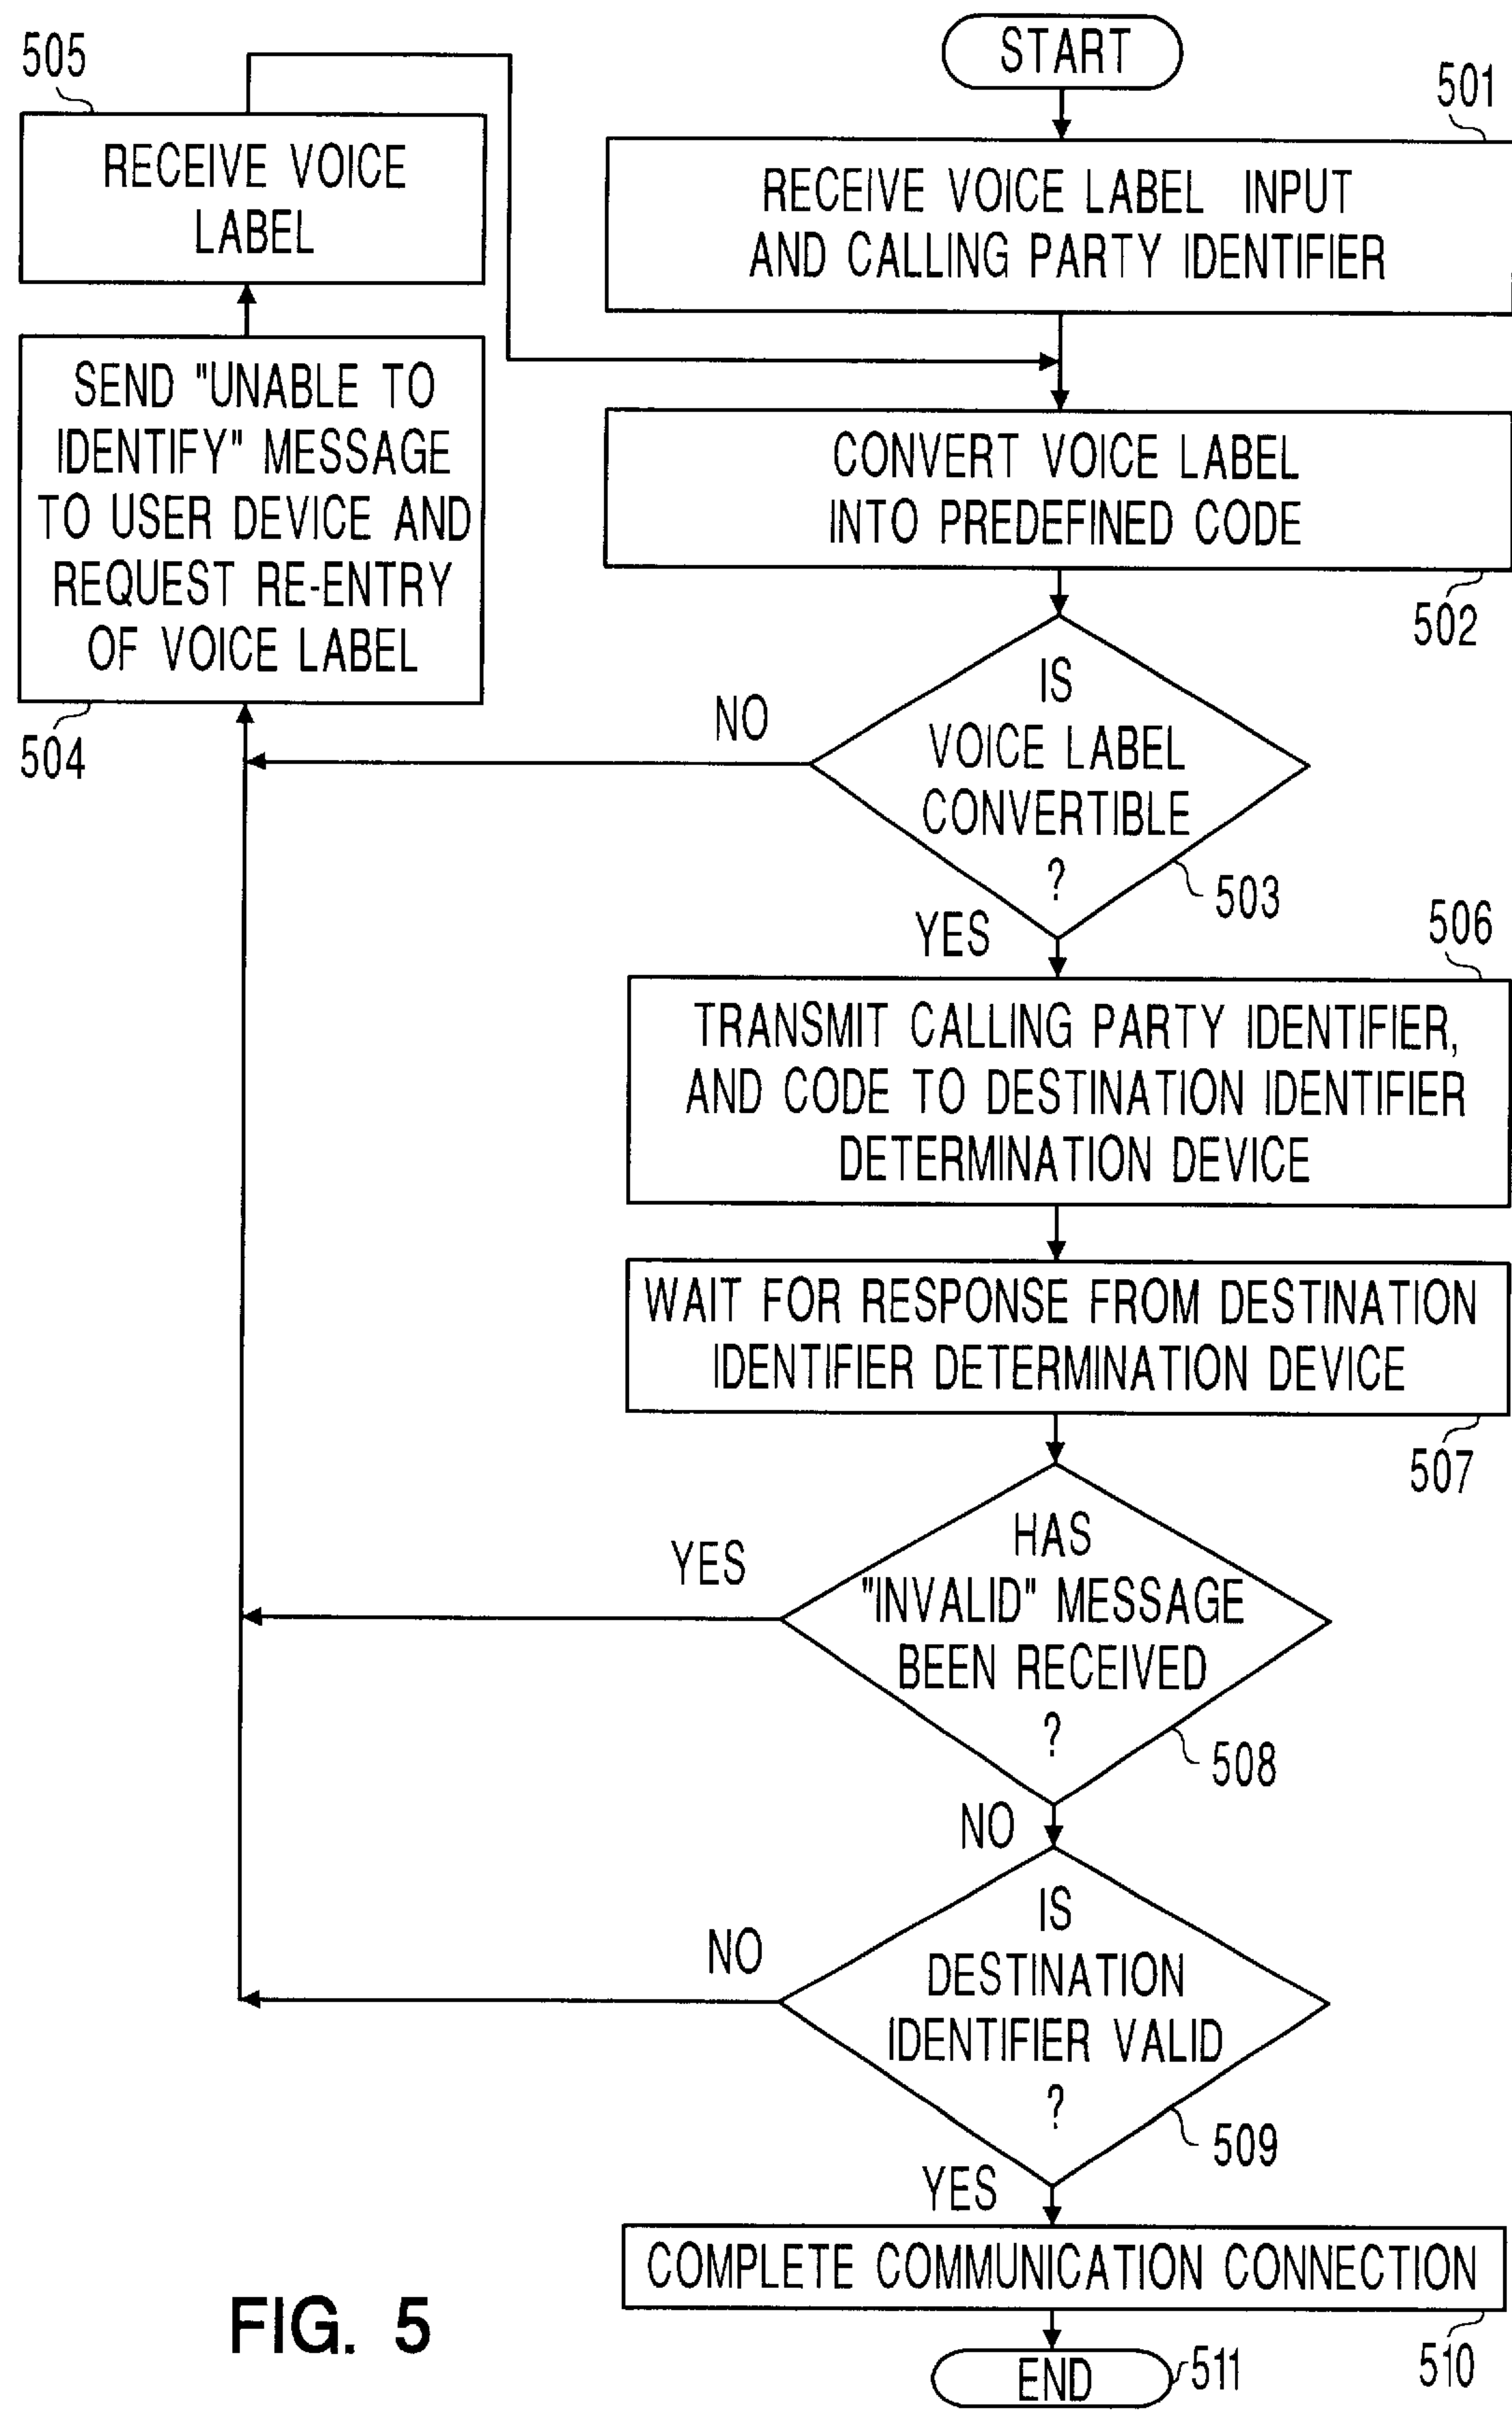 START
501
RECEIVE VOICE LABEL INPUT
AND CALLING PARTY IDENTIFIER
505
RECEIVE VOICE
LABEL
SEND "UNABLE TO
IDENTIFY" MESSAGE
TO USER DEVICE AND
REQUEST RE-ENTRY
OF VOICE LABEL
504
CONVERT VOICE LABEL
INTO PREDEFINED CODE
502
IS
VOICE LABEL
CONVERTIBLE
?
503
NO
YES
506
TRANSMIT CALLING PARTY IDENTIFIER,
AND CODE TO DESTINATION IDENTIFIER
DETERMINATION DEVICE
WAIT FOR RESPONSE FROM DESTINATION
IDENTIFIER DETERMINATION DEVICE
507
HAS
"INVALID" MESSAGE
BEEN RECEIVED
?
508
YES
NO
IS
DESTINATION
IDENTIFIER VALID
?
509
NO
YES
COMPLETE COMMUNICATION CONNECTION
510
END
511
FIG. 5